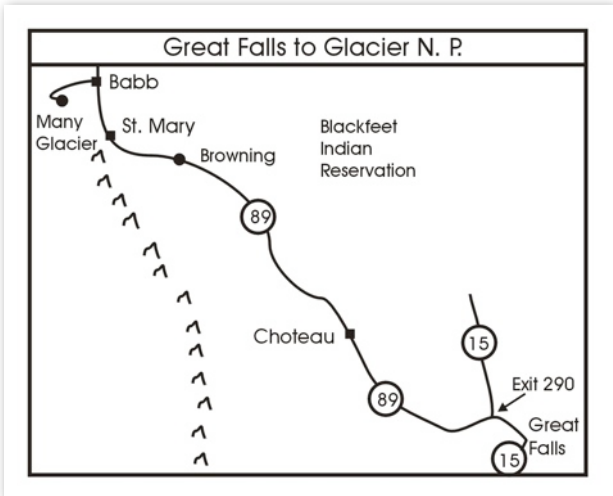 Great Falls to Glacier N. P.
Babb
Many
Glacier
St. Mary
Browning
Blackfeet
Indian
Reservation
89
Choteau
15
89
Exit 290
Great
Falls
15